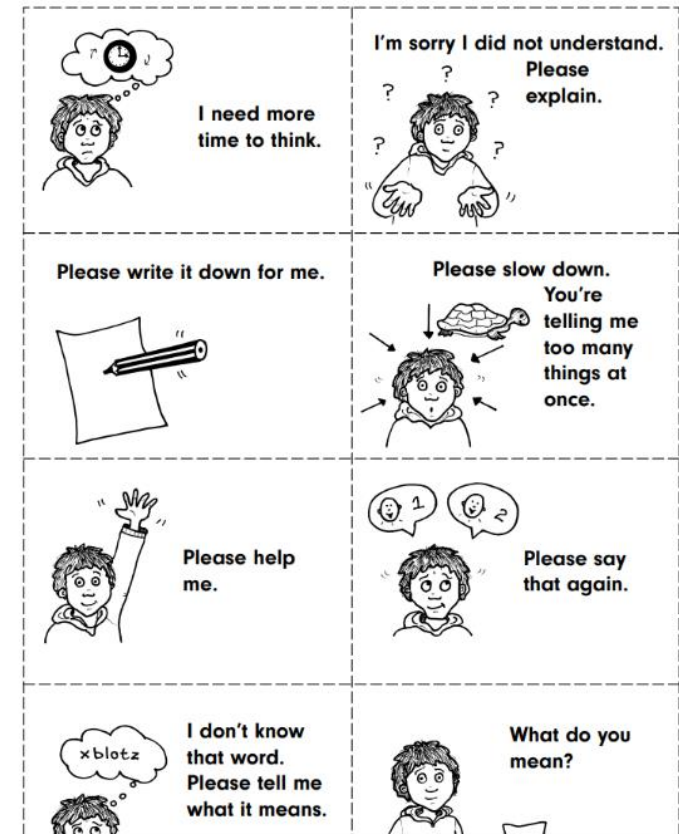 I need more
time to think.
I'm sorry I did not understand.
Please
explain.
?
?
?
?
?
Please write it down for me.
Please slow down.
You're
telling me
too many
things at
once.
Please help
me.
1
2
Please say
that again.
xblotz
I don't know
that word.
Please tell me
what it means.
What do you
mean?